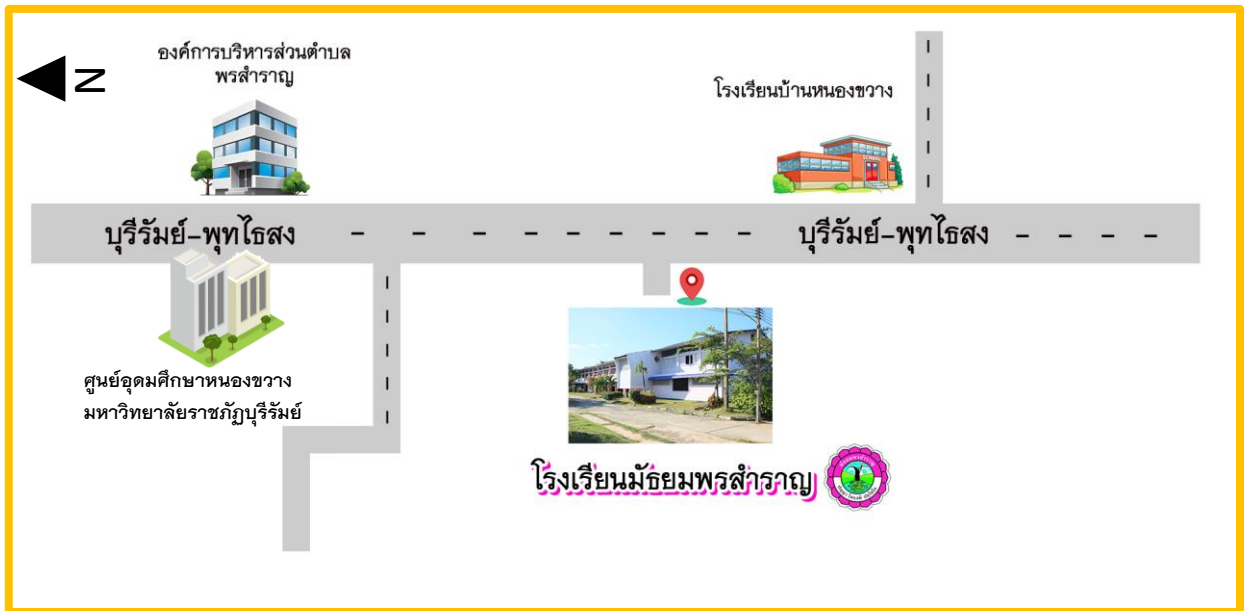 องค์การบริหารส่วนตำบล
พรสำราญ
N
โรงเรียนบ้านหนองขวาง
บุรีรัมย์-พุทไธสง
บุรีรัมย์-พุทไธสง
ศูนย์อุดมศึกษาหนองขวาง
มหาวิทยาลัยราชภัฏบุรีรัมย์
โรงเรียนมัธยมพรสำราญ